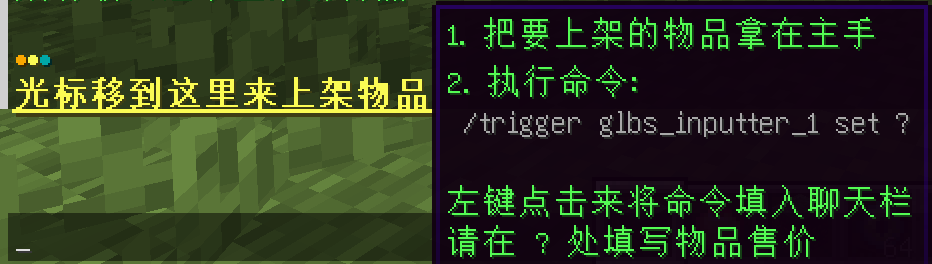 光标移到这里来上架物品
1. 把要上架的物品拿在主手
2. 执行命令:
/trigger glbs_inputter_1 set ?
左键点击来将命令填入聊天栏
请在 ? 处填写物品售价
_